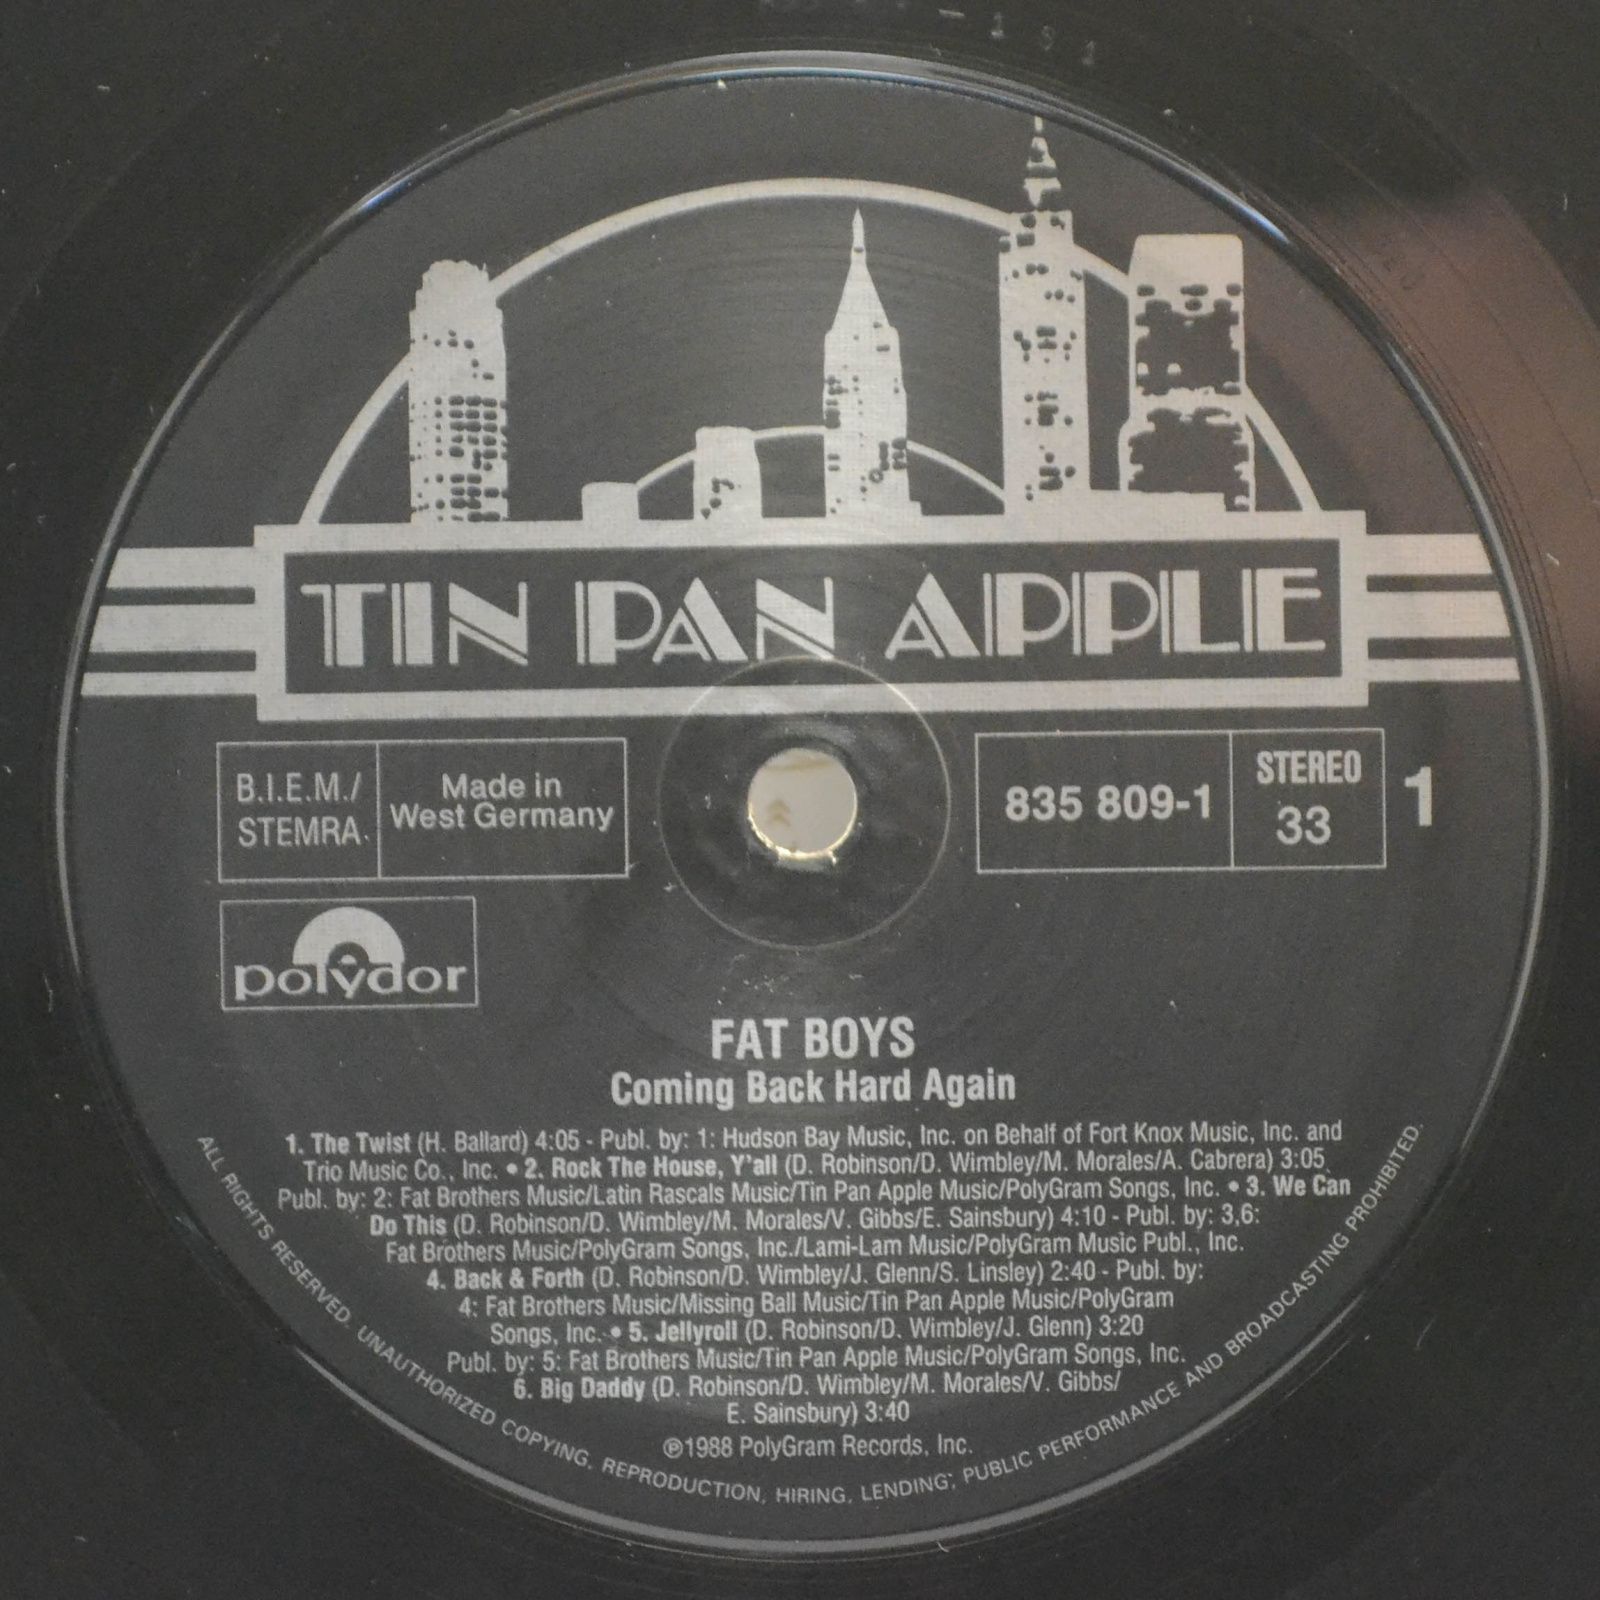 TIN PAN APPLE
B.I.E.M./
STEMRA
Made in
West Germany
835 809-1
STEREO
33
1
polydor
FAT BOYS
Coming Back Hard Again
1. The Twist (H. Ballard) 4:05 - Publ. by: 1: Hudson Bay Music, Inc. on Behalf of Fort Knox Music, Inc. and
Trio Music Co., Inc. • 2. Rock The House, Y'all (D. Robinson/D. Wimbley/M. Morales/A. Cabrera) 3:05
Publ. by: 2: Fat Brothers Music/Latin Rascals Music/Tin Pan Apple Music/PolyGram Songs, Inc. • 3. We Can
Do This (D. Robinson/D. Wimbley/M. Morales/V. Gibbs/E. Sainsbury) 4:10 - Publ. by: 3,6:
Fat Brothers Music/PolyGram Songs, Inc./Lami-Lam Music/PolyGram Music Publ., Inc.
4. Back & Forth (D. Robinson/D. Wimbley/J. Glenn/S. Linsley) 2:40 - Publ. by:
4: Fat Brothers Music/Missing Ball Music/Tin Pan Apple Music/PolyGram
Songs, Inc. • 5. Jellyroll (D. Robinson/D. Wimbley/J. Glenn) 3:20
Publ. by: 5: Fat Brothers Music/Tin Pan Apple Music/PolyGram Songs, Inc.
6. Big Daddy (D. Robinson/D. Wimbley/M. Morales/V. Gibbs/
E. Sainsbury) 3:40
℗1988 PolyGram Records, Inc.
ALL RIGHTS RESERVED. UNAUTHORIZED COPYING, REPRODUCTION, HIRING, LENDING, PUBLIC PERFORMANCE AND BROADCASTING PROHIBITED.